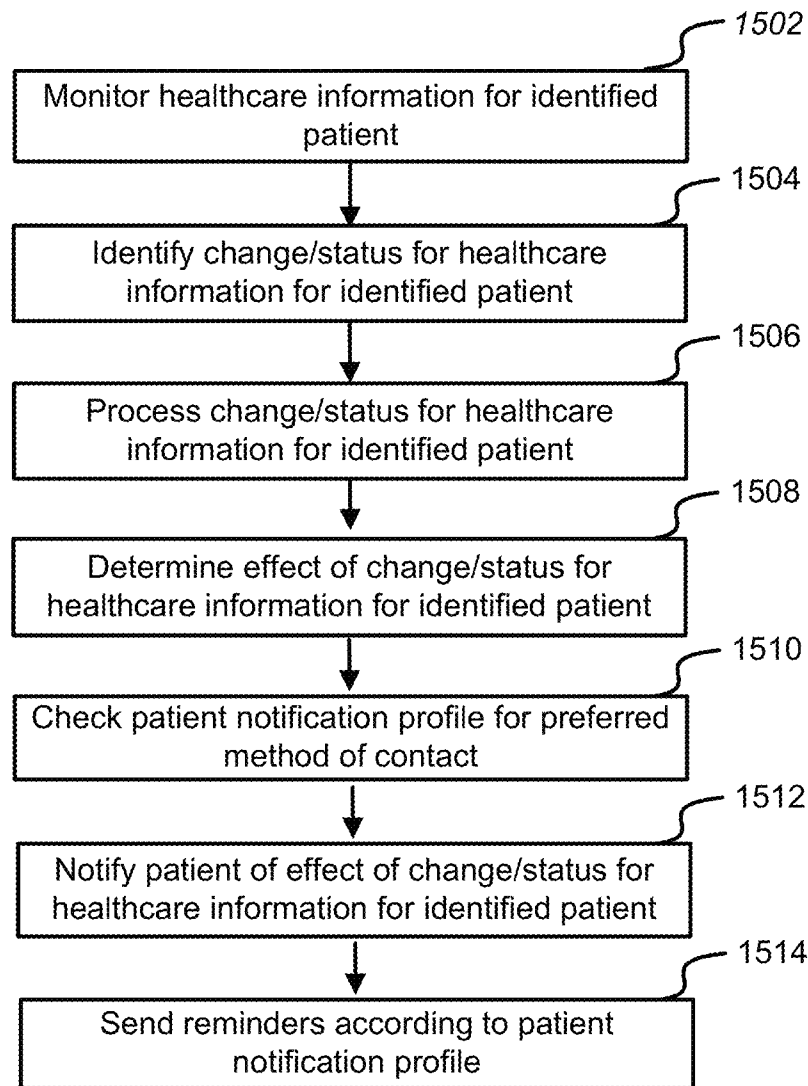 1502
Monitor healthcare information for identified
patient
1504
Identify change/status for healthcare
information for identified patient
1506
Process change/status for healthcare
information for identified patient
1508
Determine effect of change/status for
healthcare information for identified patient
1510
Check patient notification profile for preferred
method of contact
1512
Notify patient of effect of change/status for
healthcare information for identified patient
1514
Send reminders according to patient
notification profile